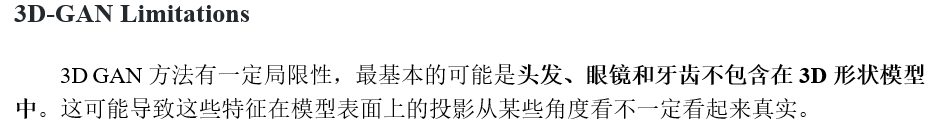 3D-GAN Limitations
3D GAN 方法有一定局限性，最基本的可能是头发、眼镜和牙齿不包含在 3D 形状模型
中。这可能导致这些特征在模型表面上的投影从某些角度看不一定看起来真实。